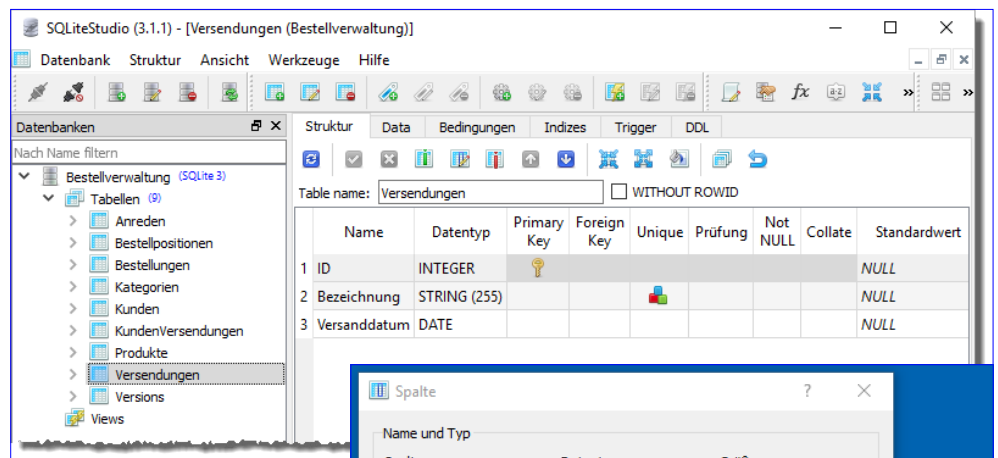 SQLiteStudio (3.1.1) - [Versendungen (Bestellverwaltung)]
Datenbank Struktur Ansicht Werkzeuge Hilfe
Datenbanken
Nach Name filtern
Bestellverwaltung (SQLite 3)
Tabellen (9)
Anreden
Bestellpositionen
Bestellungen
Kategorien
Kunden
KundenVersendungen
Produkte
Versendungen
Versions
Views
Struktur Data Bedingungen Indizes Trigger DDL
Table name: Versendungen WITHOUT ROWID
Name Datentyp Primary Key Foreign Key Unique Prüfung Not NULL Collate Standardwert
1 ID INTEGER NULL
2 Bezeichnung STRING (255) NULL
3 Versanddatum DATE NULL
Spalte
Name und Typ